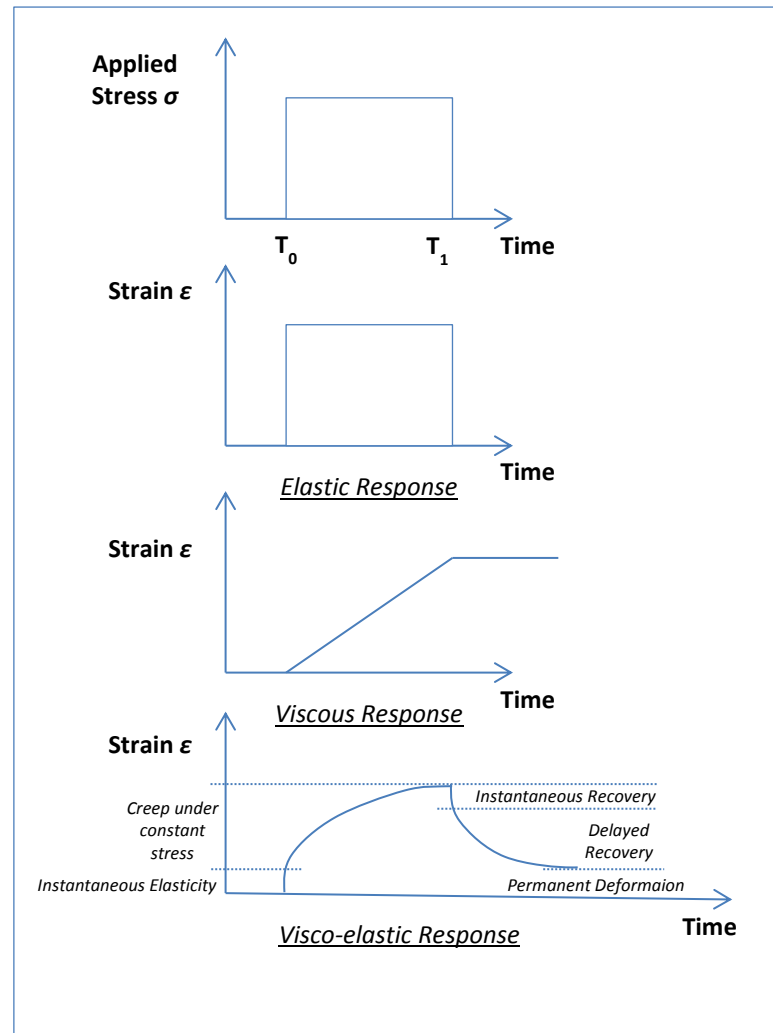 Applied
Stress σ
T0
T1
Time
Strain ε
Time
Elastic Response
Strain ε
Time
Viscous Response
Strain ε
Creep under
constant
stress
Instantaneous Elasticity
Instantaneous Recovery
Delayed
Recovery
Permanent Deformaion
Time
Visco-elastic Response